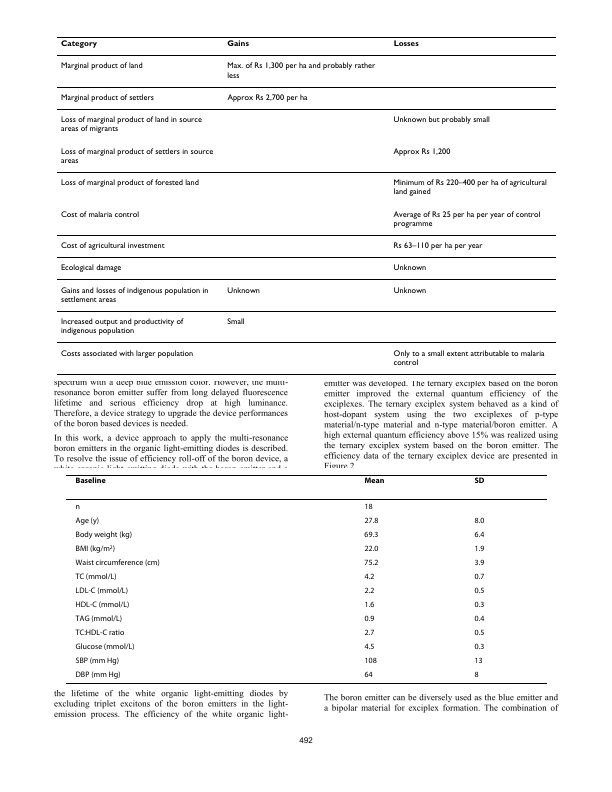 Category Gains Losses
Marginal product of land Max. of Rs 1,300 per ha and probably rather
less
Marginal product of settlers Approx Rs 2,700 per ha
Loss of marginal product of land in source Unknown but probably small
areas of migrants
Loss of marginal product of settlers in source Approx Rs 1,200
areas
Loss of marginal product of forested land Minimum of Rs 220–400 per ha of agricultural
land gained
Cost of malaria control Average of Rs 25 per ha per year of control
programme
Cost of agricultural investment Rs 63–110 per ha per year
Ecological damage Unknown
Gains and losses of indigenous population in Unknown Unknown
settlement areas
Increased output and productivity of Small
indigenous population
Costs associated with larger population Only to a small extent attributable to malaria
control
spectrum with a deep blue emission color. However, the multi-
resonance boron emitter suffer from long delayed fluorescence
lifetime and serious efficiency drop at high luminance.
Therefore, a device strategy to upgrade the device performances
of the boron based devices is needed.
In this work, a device approach to apply the multi-resonance
boron emitters in the organic light-emitting diodes is described.
To resolve the issue of efficiency roll-off of the boron device, a
white organic light-emitting diode with the boron emitter and a
emitter was developed. The ternary exciplex based on the boron
emitter improved the external quantum efficiency of the
exciplexes. The ternary exciplex system behaved as a kind of
host-dopant system using the two exciplexes of p-type
material/n-type material and n-type material/boron emitter. A
high external quantum efficiency above 15% was realized using
the ternary exciplex system based on the boron emitter. The
efficiency data of the ternary exciplex device are presented in
Figure 2
Baseline Mean SD
n 18
Age (y) 27.8 8.0
Body weight (kg) 69.3 6.4
BMI (kg/m²) 22.0 1.9
Waist circumference (cm) 75.2 3.9
TC (mmol/L) 4.2 0.7
LDL-C (mmol/L) 2.2 0.5
HDL-C (mmol/L) 1.6 0.3
TAG (mmol/L) 0.9 0.4
TC:HDL-C ratio 2.7 0.5
Glucose (mmol/L) 4.5 0.3
SBP (mm Hg) 108 13
DBP (mm Hg) 64 8
the lifetime of the white organic light-emitting diodes by
excluding triplet excitons of the boron emitters in the light-
emission process. The efficiency of the white organic light-
The boron emitter can be diversely used as the blue emitter and
a bipolar material for exciplex formation. The combination of
492